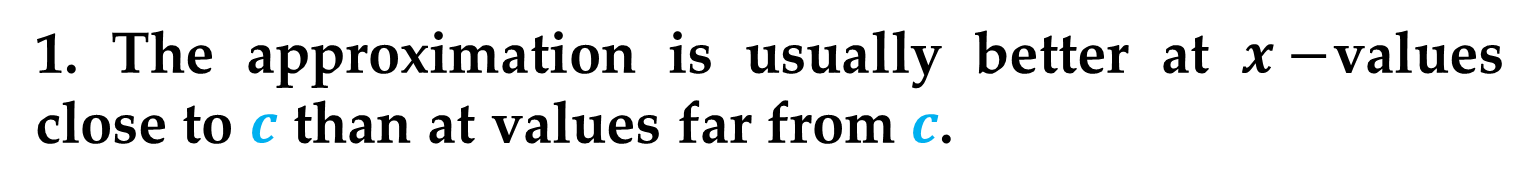 1. The approximation is usually better at x −values
close to c than at values far from c.